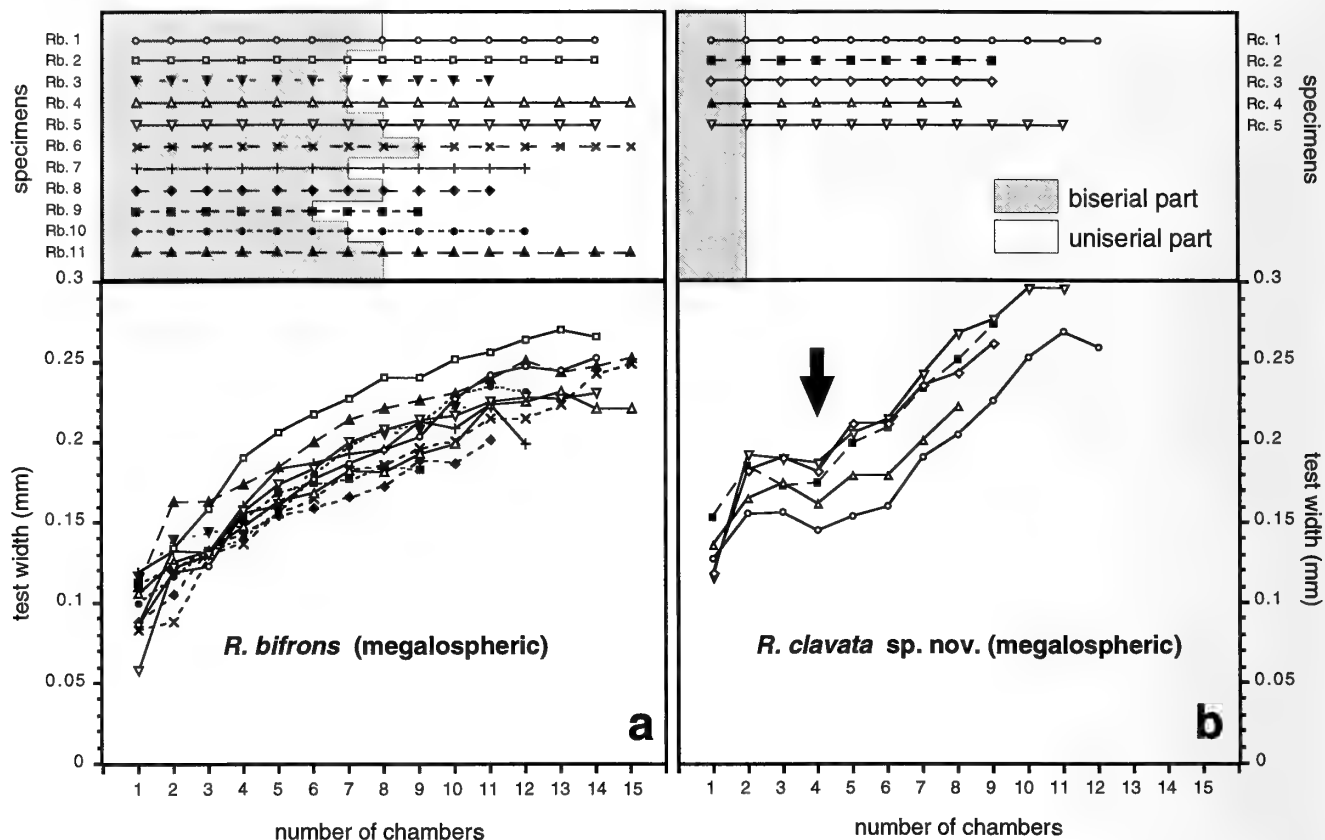 specimens
Rb. 1
Rb. 2
Rb. 3
Rb. 4
Rb. 5
Rb. 6
Rb. 7
Rb. 8
Rb. 9
Rb.10
Rb.11
Rc. 1
Rc. 2
Rc. 3
Rc. 4
Rc. 5
specimens
biserial part
uniserial part
0.3
0.25
0.2
0.15
0.1
0.05
0
test width (mm)
R. bifrons (megalospheric)
a
1 2 3 4 5 6 7 8 9 10 11 12 13 14 15
number of chambers
0.3
0.25
0.2
0.15
0.1
0.05
0
test width (mm)
R. clavata sp. nov. (megalospheric)
b
1 2 3 4 5 6 7 8 9 10 11 12 13 14 15
number of chambers